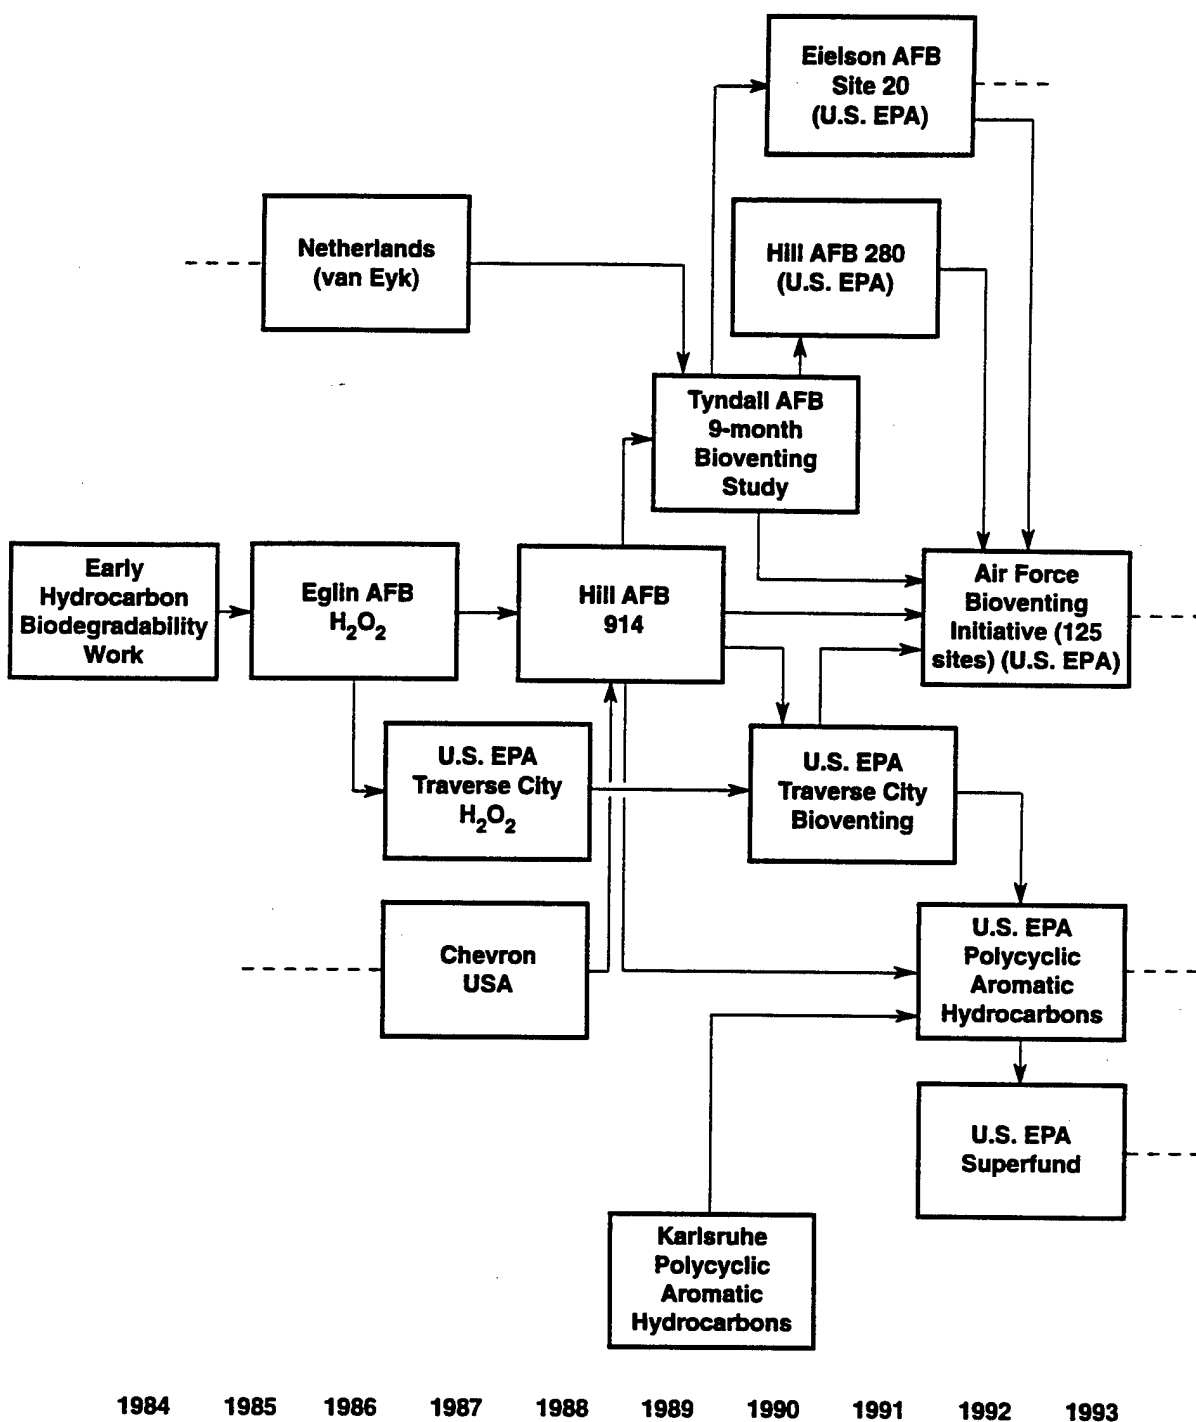 Eielson AFB
Site 20
(U.S. EPA)
Netherlands
(van Eyk)
Hill AFB 280
(U.S. EPA)
Tyndall AFB
9-month
Bioventing
Study
Early
Hydrocarbon
Biodegradability
Work
Eglin AFB
H₂O₂
Hill AFB
914
Air Force
Bioventing
Initiative (125
sites) (U.S. EPA)
U.S. EPA
Traverse City
H₂O₂
U.S. EPA
Traverse City
Bioventing
Chevron
USA
U.S. EPA
Polycyclic
Aromatic
Hydrocarbons
U.S. EPA
Superfund
Karlsruhe
Polycyclic
Aromatic
Hydrocarbons
1984 1985 1986 1987 1988 1989 1990 1991 1992 1993